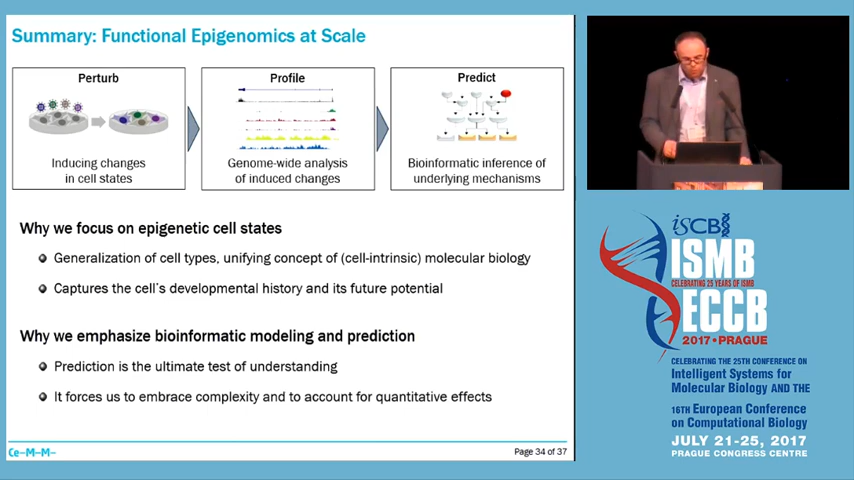 Summary: Functional Epigenomics at Scale
Perturb
Inducing changes
in cell states
Profile
Genome-wide analysis
of induced changes
Predict
Bioinformatic inference of
underlying mechanisms
Why we focus on epigenetic cell states
Generalization of cell types, unifying concept of (cell-intrinsic) molecular biology
Captures the cell's developmental history and its future potential
Why we emphasize bioinformatic modeling and prediction
Prediction is the ultimate test of understanding
It forces us to embrace complexity and to account for quantitative effects
Ce-M-M-
Page 34 of 37
iSCB
ISMB
CELEBRATING 25 YEARS OF ISMB
ECCB
2017 • PRAGUE
CELEBRATING THE 25TH CONFERENCE ON
Intelligent Systems for
Molecular Biology AND THE
16TH European Conference
on Computational Biology
JULY 21-25, 2017
PRAGUE CONGRESS CENTRE